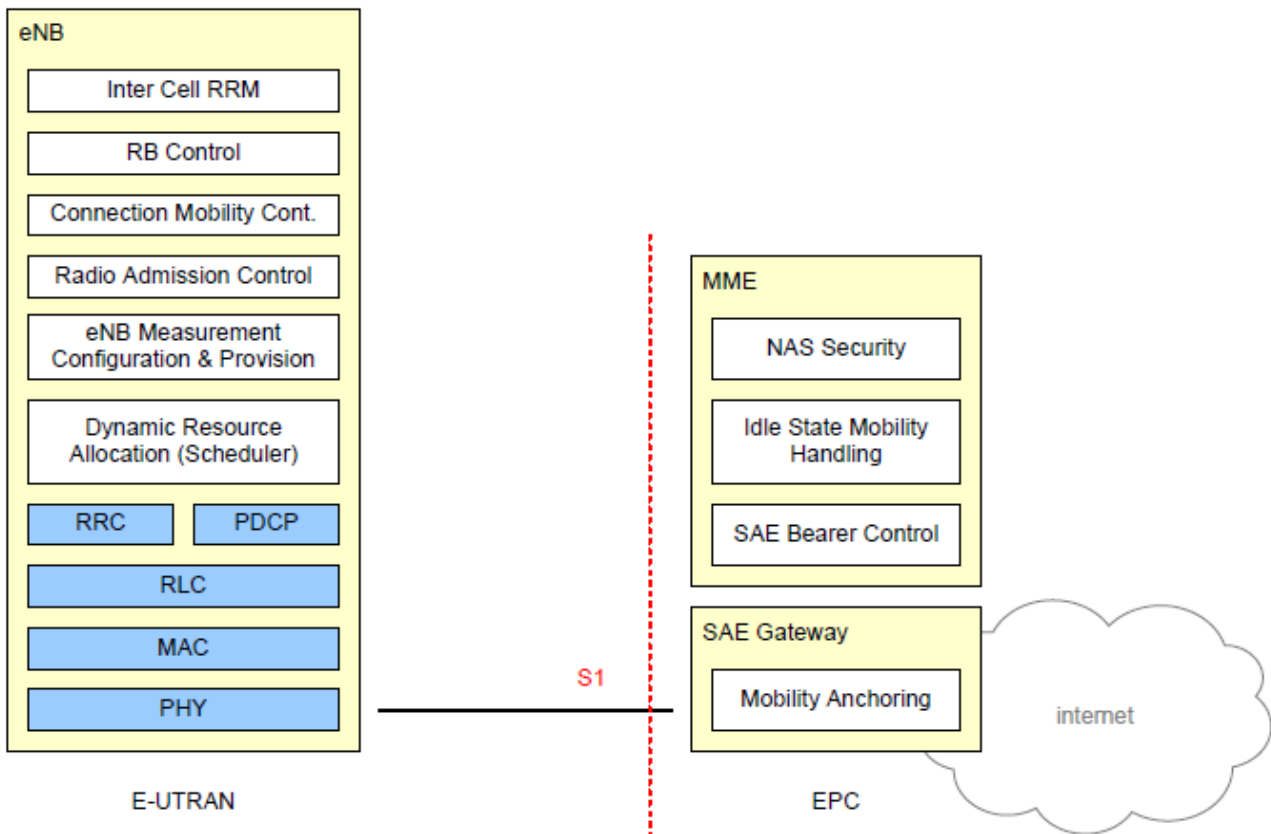 eNB
Inter Cell RRM
RB Control
Connection Mobility Cont.
Radio Admission Control
eNB Measurement
Configuration & Provision
Dynamic Resource
Allocation (Scheduler)
RRC
PDCP
RLC
MAC
PHY
E-UTRAN
S1
MME
NAS Security
Idle State Mobility
Handling
SAE Bearer Control
SAE Gateway
Mobility Anchoring
EPC
internet